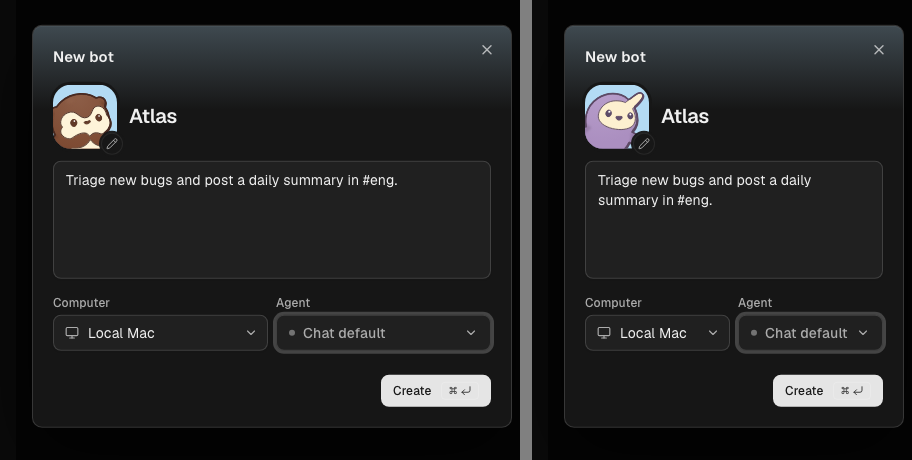 New bot
Atlas
Triage new bugs and post a daily summary in #eng.
Computer
Agent
Local Mac
Chat default
Create ⌘ ↵
New bot
Atlas
Triage new bugs and post a daily
summary in #eng.
Computer
Agent
Local Mac
Chat default
Create ⌘ ↵